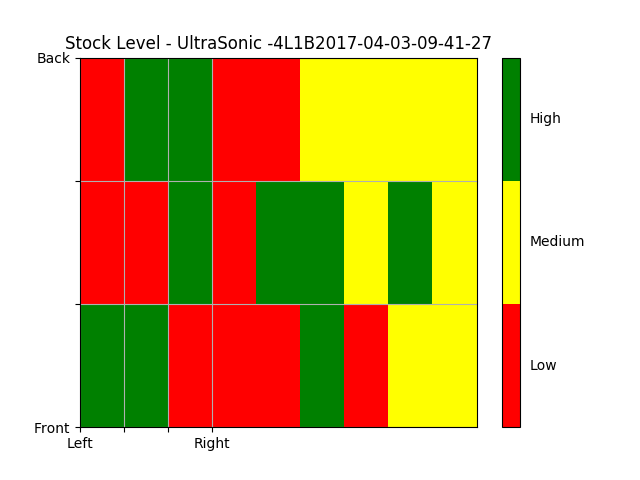 Stock Level - UltraSonic -4L1B2017-04-03-09-41-27
Back
High
Medium
Low
Front
Left Right